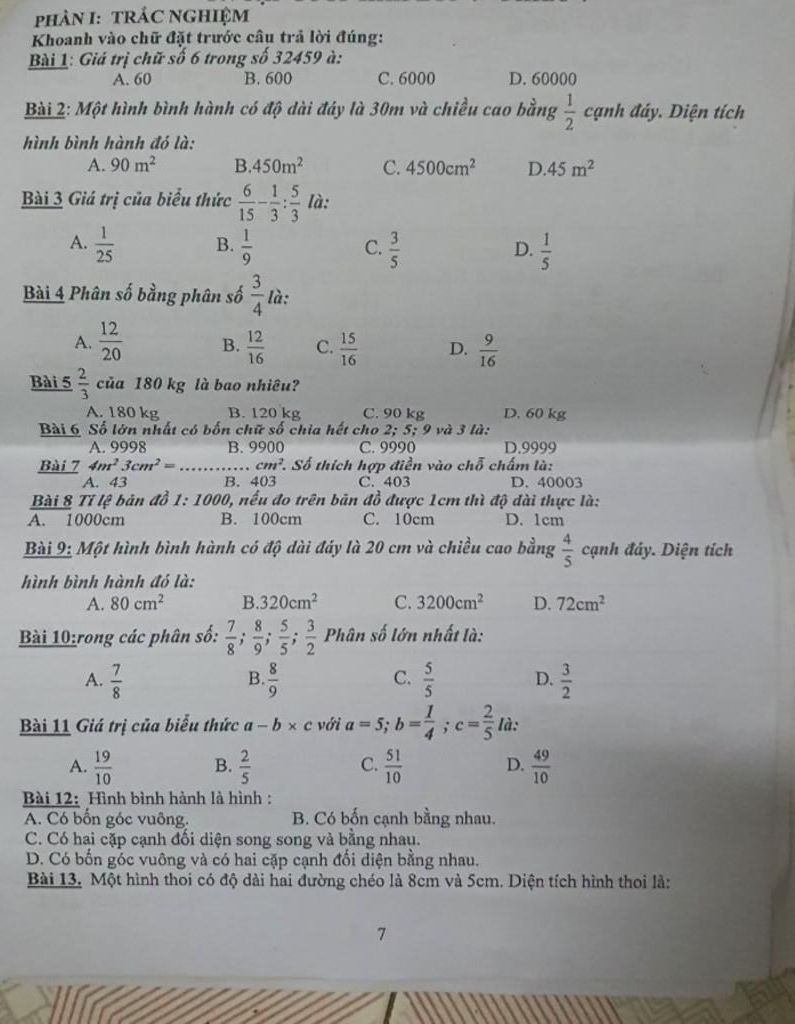 PHẦN I: TRẮC NGHIỆM
Khoanh vào chữ đặt trước câu trả lời đúng:
Bài 1: Giá trị chữ số 6 trong số 32459 à:
A. 60 B. 600 C. 6000 D. 60000
Bài 2: Một hình bình hành có độ dài đáy là 30m và chiều cao bằng 1/2 cạnh đáy. Diện tích
hình bình hành đó là:
A. 90 m² B.450m² C. 4500cm² D.45 m²
Bài 3 Giá trị của biểu thức 6/15 − 1/3 : 5/3 là:
A. 1/25 B. 1/9 C. 3/5 D. 1/5
Bài 4 Phân số bằng phân số 3/4 là:
A. 12/20 B. 12/16 C. 15/16 D. 9/16
Bài 5 2/3 của 180 kg là bao nhiêu?
A. 180 kg B. 120 kg C. 90 kg D. 60 kg
Bài 6 Số lớn nhất có bốn chữ số chia hết cho 2; 5; 9 và 3 là:
A. 9998 B. 9900 C. 9990 D.9999
Bài 7 4m² 3cm² = ............ cm². Số thích hợp điền vào chỗ chấm là:
A. 43 B. 403 C. 403 D. 40003
Bài 8 Tỉ lệ bản đồ 1: 1000, nếu đo trên bản đồ được 1cm thì độ dài thực là:
A. 1000cm B. 100cm C. 10cm D. 1cm
Bài 9: Một hình bình hành có độ dài đáy là 20 cm và chiều cao bằng 4/5 cạnh đáy. Diện tích
hình bình hành đó là:
A. 80 cm² B.320cm² C. 3200cm² D. 72cm²
Bài 10:rong các phân số: 7/8; 8/9; 5/5; 3/2 Phân số lớn nhất là:
A. 7/8 B. 8/9 C. 5/5 D. 3/2
Bài 11 Giá trị của biểu thức a – b × c với a = 5; b = 1/4 ; c = 2/5 là:
A. 19/10 B. 2/5 C. 51/10 D. 49/10
Bài 12: Hình bình hành là hình :
A. Có bốn góc vuông. B. Có bốn cạnh bằng nhau.
C. Có hai cặp cạnh đối diện song song và bằng nhau.
D. Có bốn góc vuông và có hai cặp cạnh đối diện bằng nhau.
Bài 13. Một hình thoi có độ dài hai đường chéo là 8cm và 5cm. Diện tích hình thoi là:
7